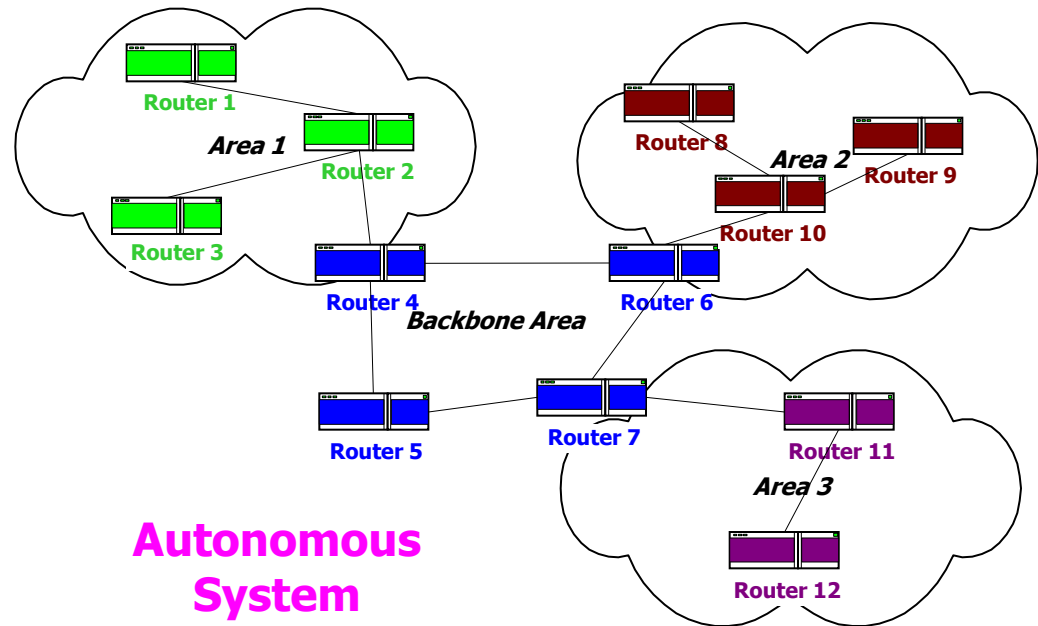 Router 1
Area 1
Router 2
Router 3
Router 8
Area 2
Router 9
Router 10
Router 4
Router 6
Backbone Area
Router 5
Router 7
Router 11
Area 3
Router 12
Autonomous
System